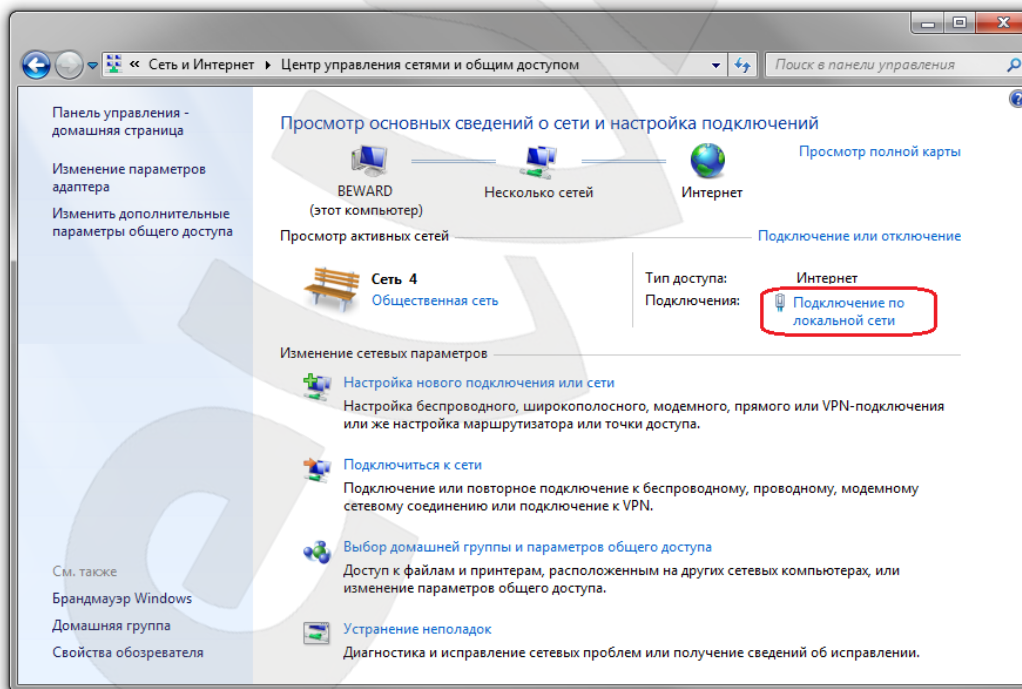 « Сеть и Интернет ▸ Центр управления сетями и общим доступом
Поиск в панели управления
Панель управления -
домашняя страница
Изменение параметров
адаптера
Изменить дополнительные
параметры общего доступа
См. также
Брандмауэр Windows
Домашняя группа
Свойства обозревателя
Просмотр основных сведений о сети и настройка подключений
Просмотр полной карты
BEWARD
(этот компьютер)
Несколько сетей
Интернет
Просмотр активных сетей
Подключение или отключение
Сеть 4
Общественная сеть
Тип доступа: Интернет
Подключения: Подключение по
локальной сети
Изменение сетевых параметров
Настройка нового подключения или сети
Настройка беспроводного, широкополосного, модемного, прямого или VPN-подключения
или же настройка маршрутизатора или точки доступа.
Подключиться к сети
Подключение или повторное подключение к беспроводному, проводному, модемному
сетевому соединению или подключение к VPN.
Выбор домашней группы и параметров общего доступа
Доступ к файлам и принтерам, расположенным на других сетевых компьютерах, или
изменение параметров общего доступа.
Устранение неполадок
Диагностика и исправление сетевых проблем или получение сведений об исправлении.